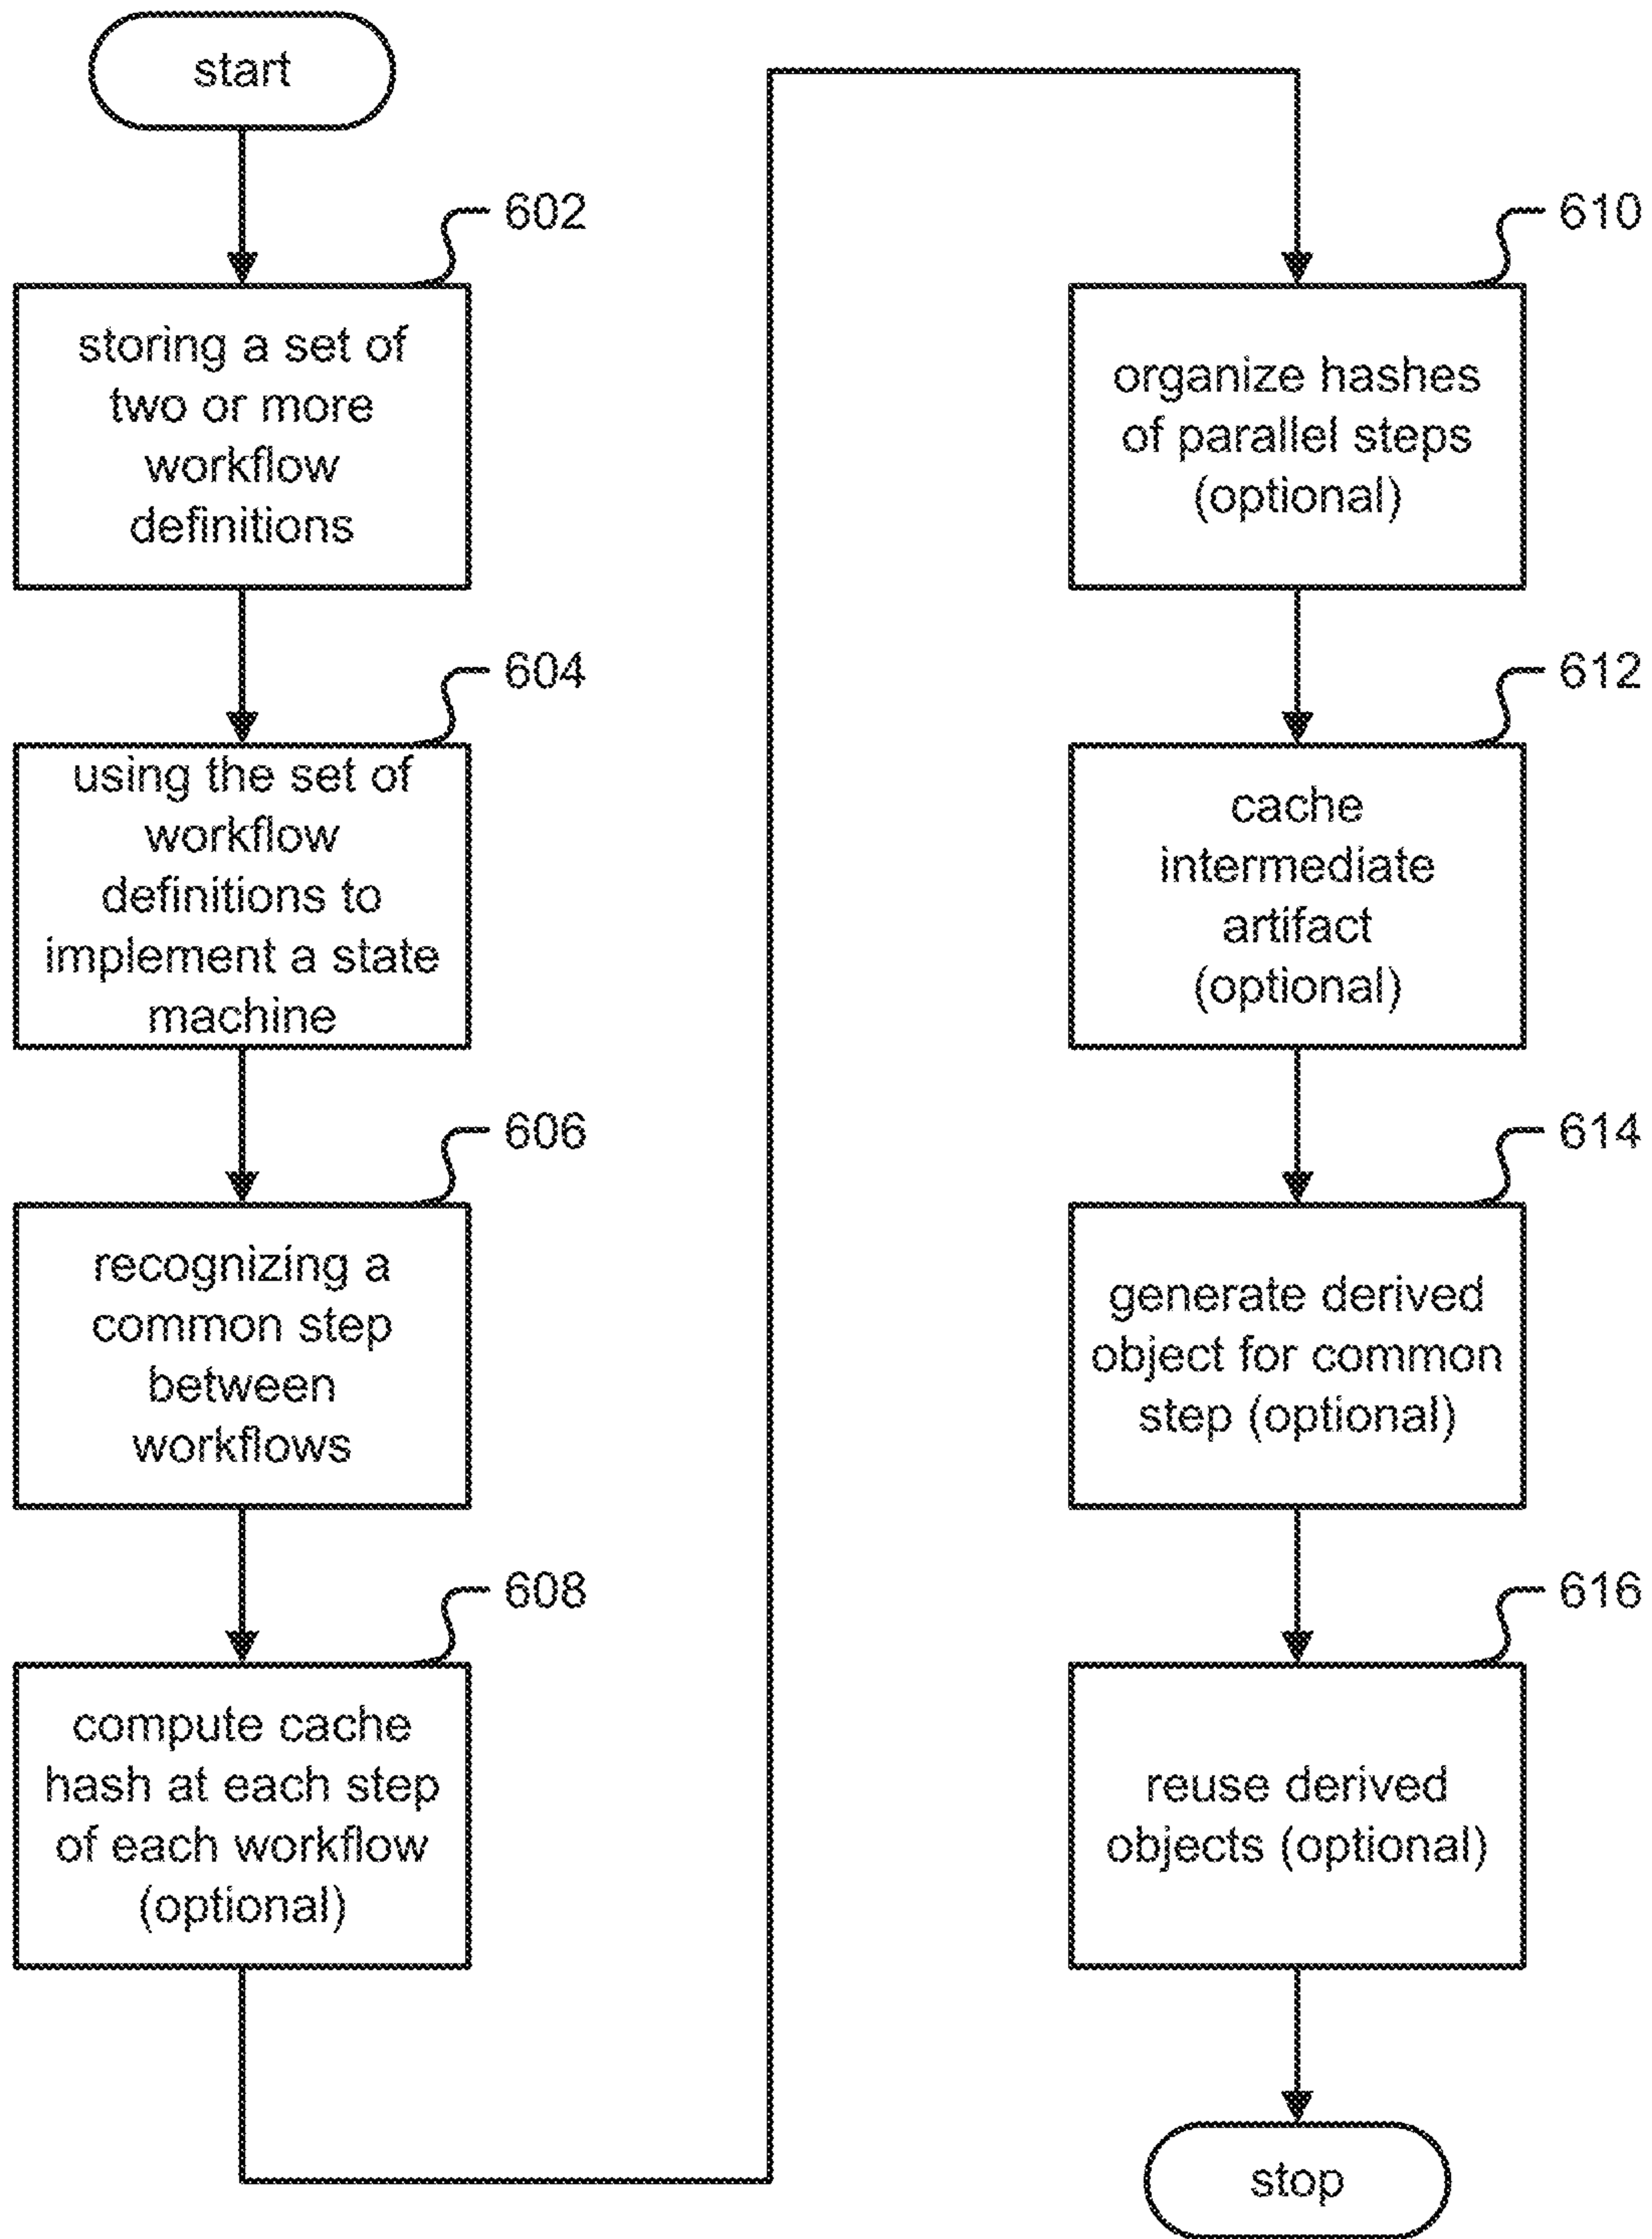 start
602
storing a set of
two or more
workflow
definitions
604
using the set of
workflow
definitions to
implement a state
machine
606
recognizing a
common step
between
workflows
608
compute cache
hash at each step
of each workflow
(optional)
610
organize hashes
of parallel steps
(optional)
612
cache
intermediate
artifact
(optional)
614
generate derived
object for common
step (optional)
616
reuse derived
objects (optional)
stop